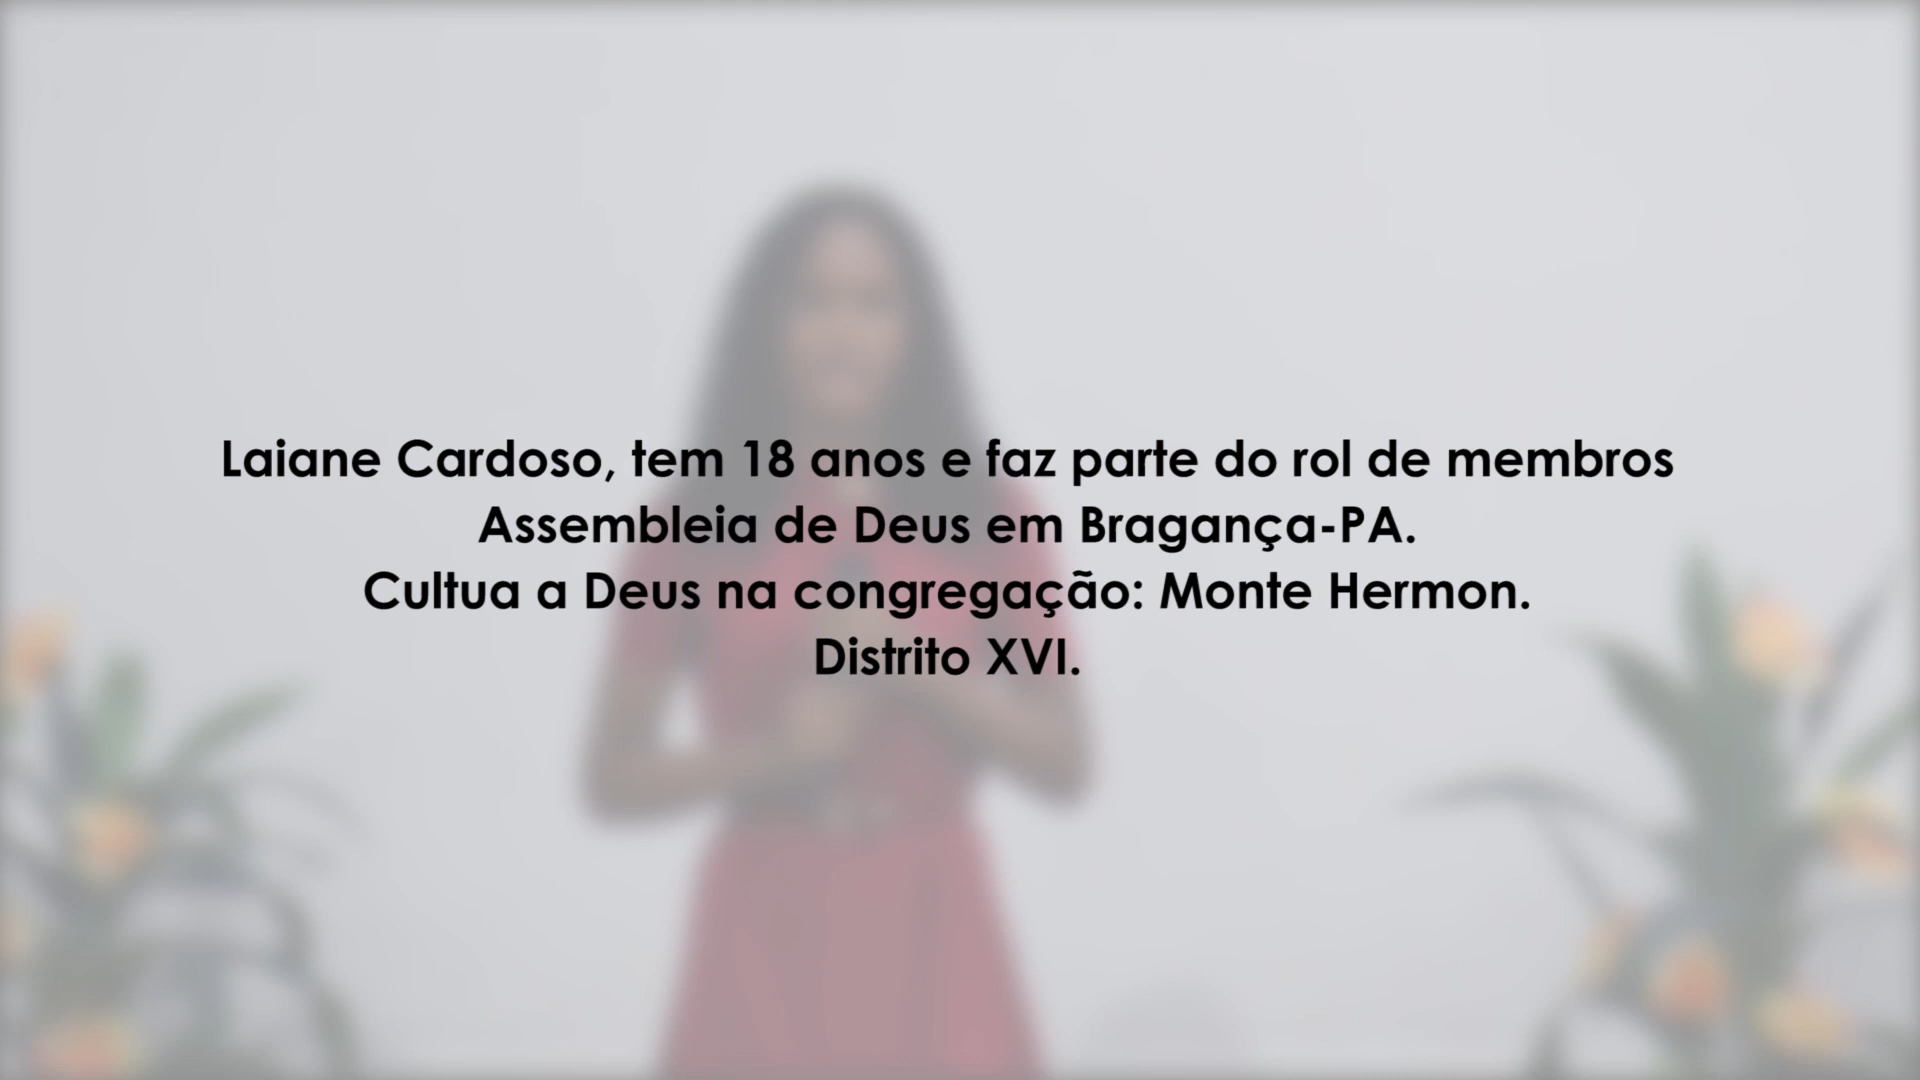 Laiane Cardoso, tem 18 anos e faz parte do rol de membros
Assembleia de Deus em Bragança-PA.
Cultua a Deus na congregação: Monte Hermon.
Distrito XVI.